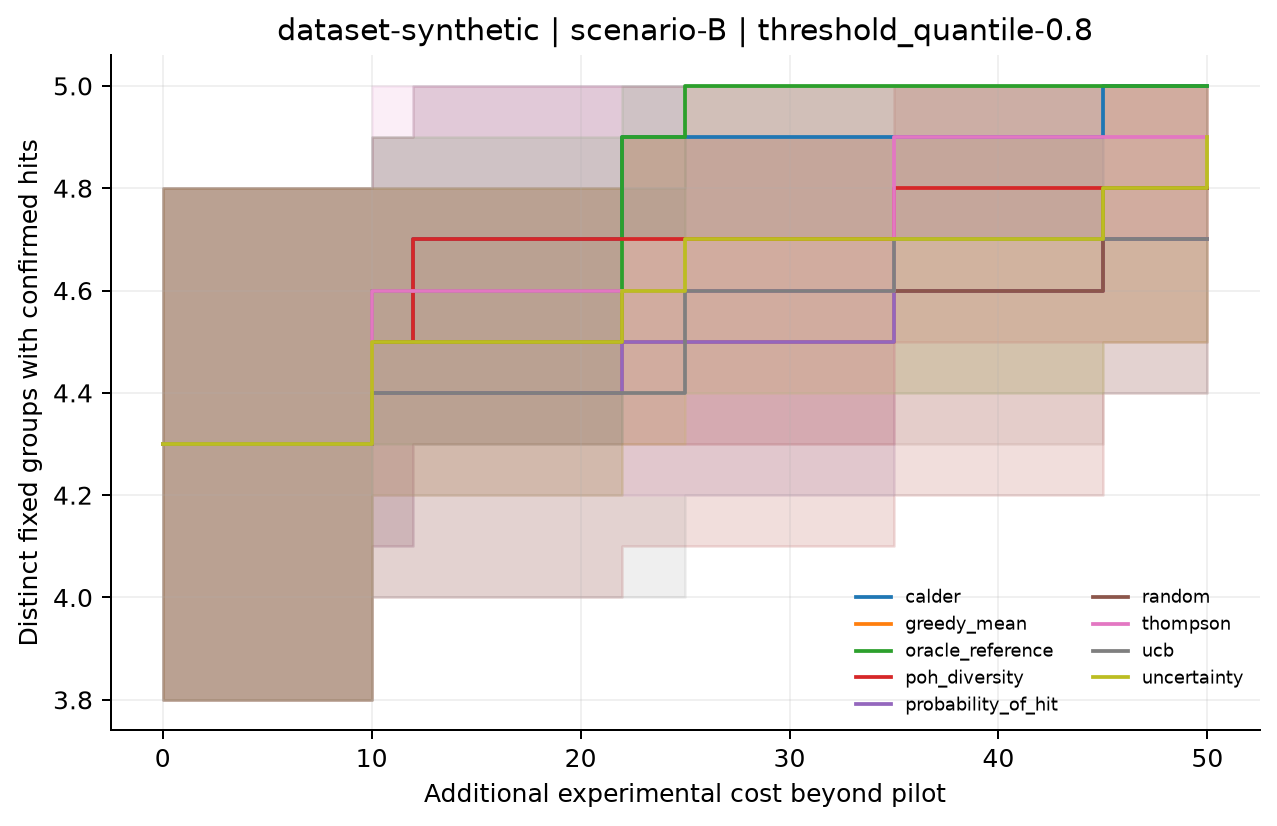 dataset-synthetic | scenario-B | threshold_quantile-0.8
Distinct fixed groups with confirmed hits
5.0
4.8
4.6
4.4
4.2
4.0
3.8
calder
greedy_mean
oracle_reference
poh_diversity
probability_of_hit
random
thompson
ucb
uncertainty
0 10 20 30 40 50
Additional experimental cost beyond pilot